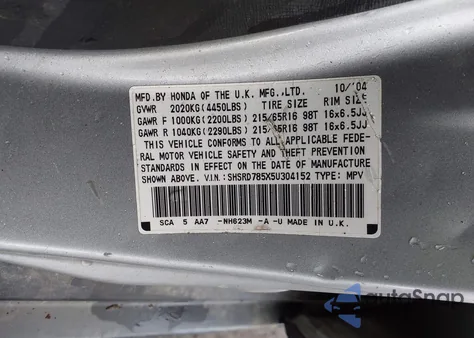 MFD.BY HONDA OF THE U.K. MFG.,LTD. 10/'04
GVWR 2020KG(4450LBS) TIRE SIZE RIM SIZE
GAWR F 1000KG(2200LBS) 215/65R16 98T 16x6.5JJ
GAWR R 1040KG(2290LBS) 215/65R16 98T 16x6.5JJ
THIS VEHICLE CONFORMS TO ALL APPLICABLE FEDE-
RAL MOTOR VEHICLE SAFETY, BUMPER, AND THEFT PREVENTION
STANDARDS IN EFFECT ON THE DATE OF MANUFACTURE
SHOWN ABOVE. V.I.N:SHSRD785X5U304152 TYPE: MPV
SCA 5 AA7 -NH623M -A -U MADE IN U.K.
autoSnap